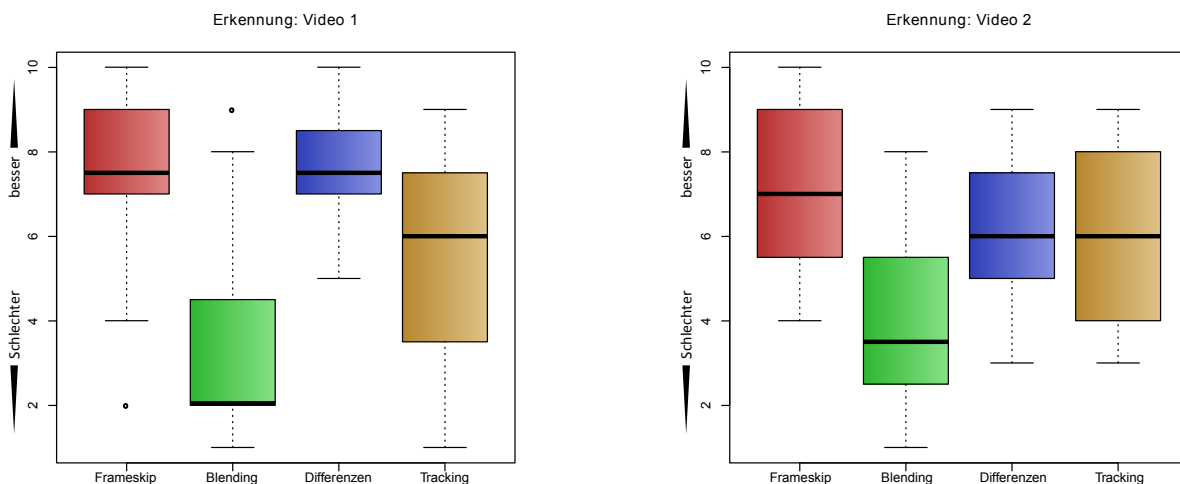 Erkennung: Video 1
10
8
6
4
2
besser
Schlechter
Frameskip Blending Differenzen Tracking
Erkennung: Video 2
10
8
6
4
2
besser
Schlechter
Frameskip Blending Differenzen Tracking